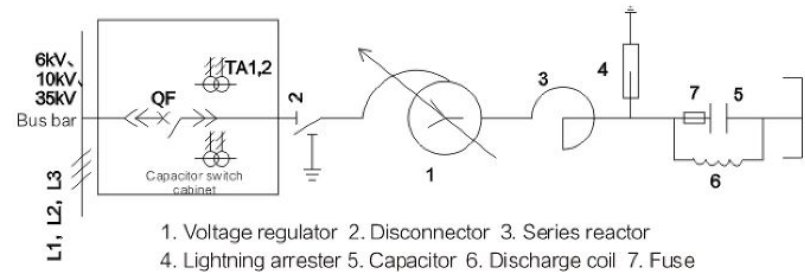 6kV、
10kV、
35kV
Bus bar
QF
TA1,2
Capacitor switch
cabinet
L1, L2, L3
2
1
3
4
7
5
6
1. Voltage regulator 2. Disconnector 3. Series reactor
4. Lightning arrester 5. Capacitor 6. Discharge coil 7. Fuse